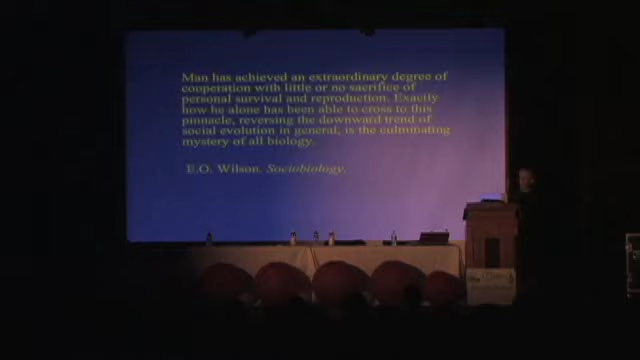 Man has achieved an extraordinary degree of
cooperation with little or no sacrifice of
personal survival and reproduction. Exactly
how he alone has been able to cross to this
pinnacle, reversing the downward trend of
social evolution in general, is the culminating
mystery of all biology.
E.O. Wilson. Sociobiology.